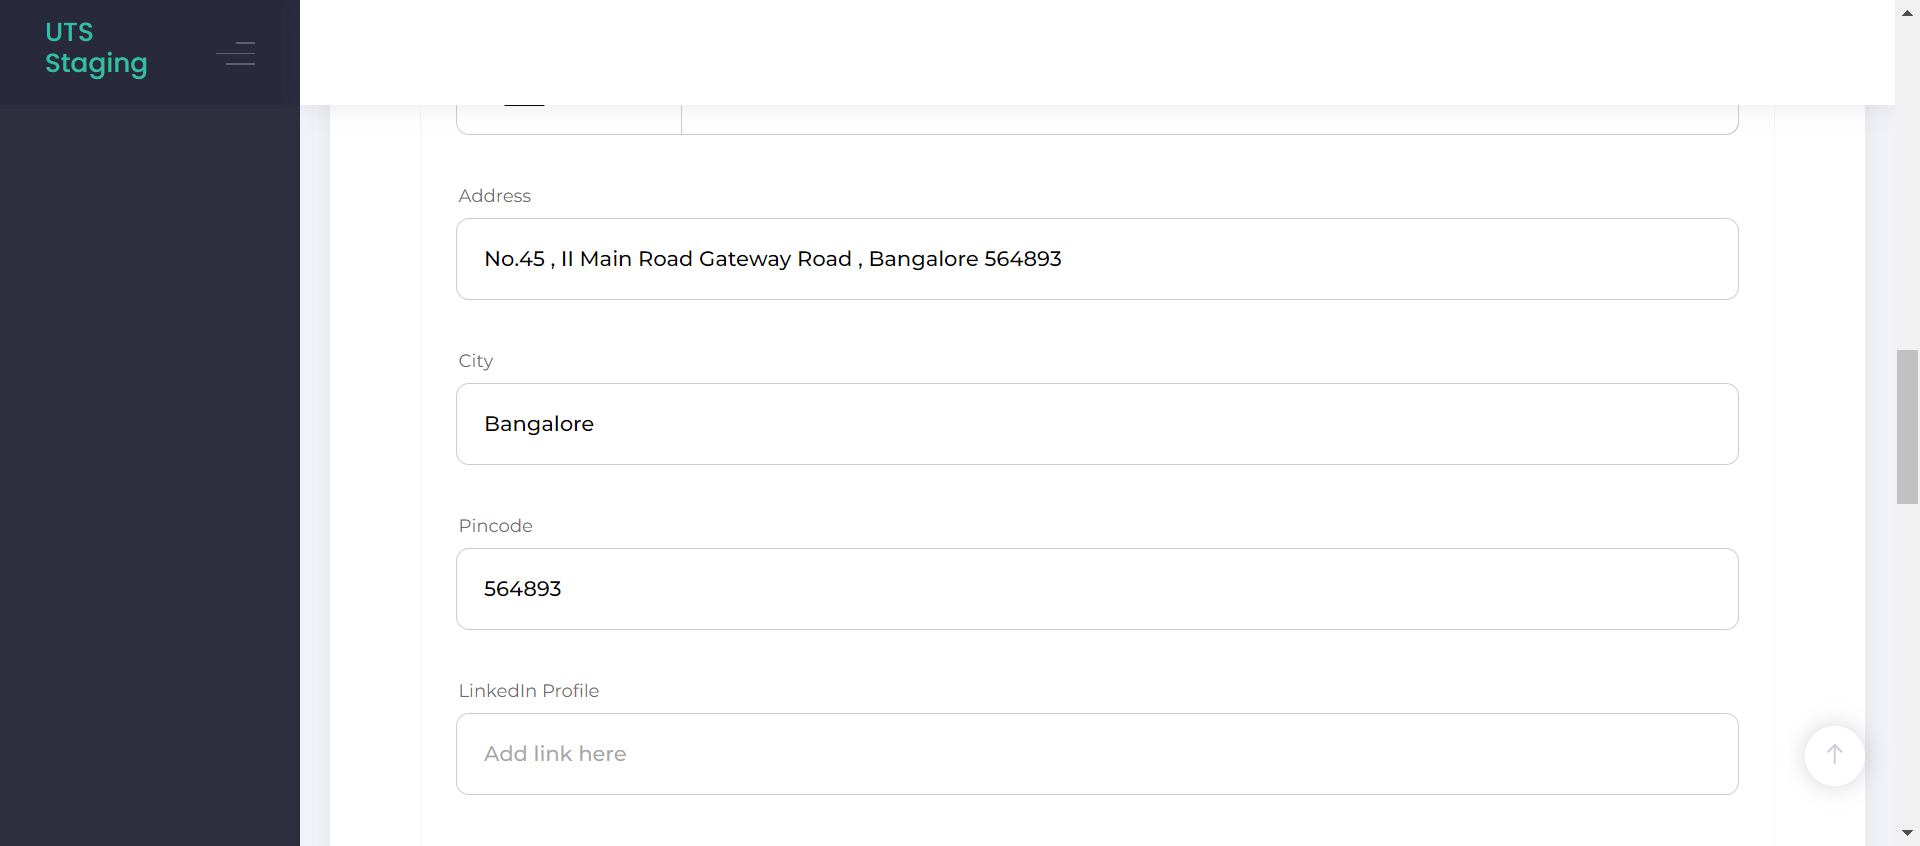 UTS
Staging
Address
No.45 , II Main Road Gateway Road , Bangalore 564893
City
Bangalore
Pincode
564893
LinkedIn Profile
Add link here